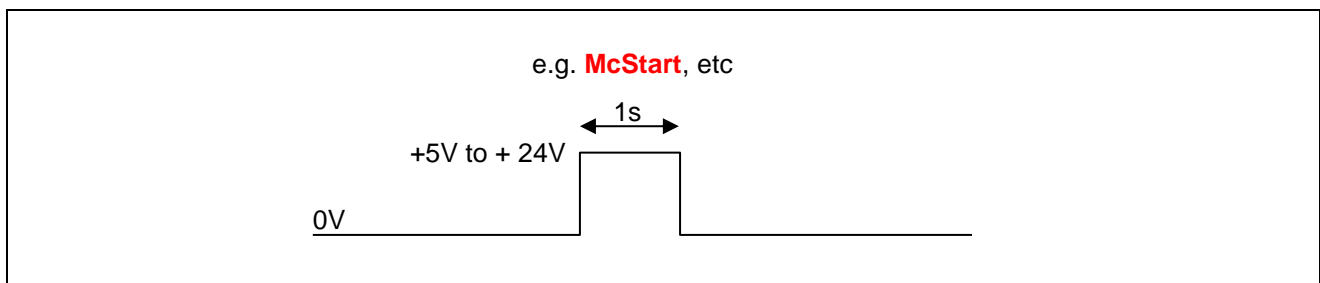 e.g. McStart, etc
1s
+5V to + 24V
0V